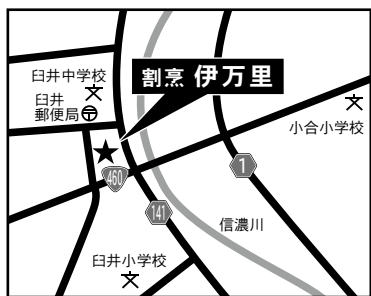 臼井中学校
割烹 伊万里
臼井
郵便局
小合小学校
460
1
141
信濃川
臼井小学校